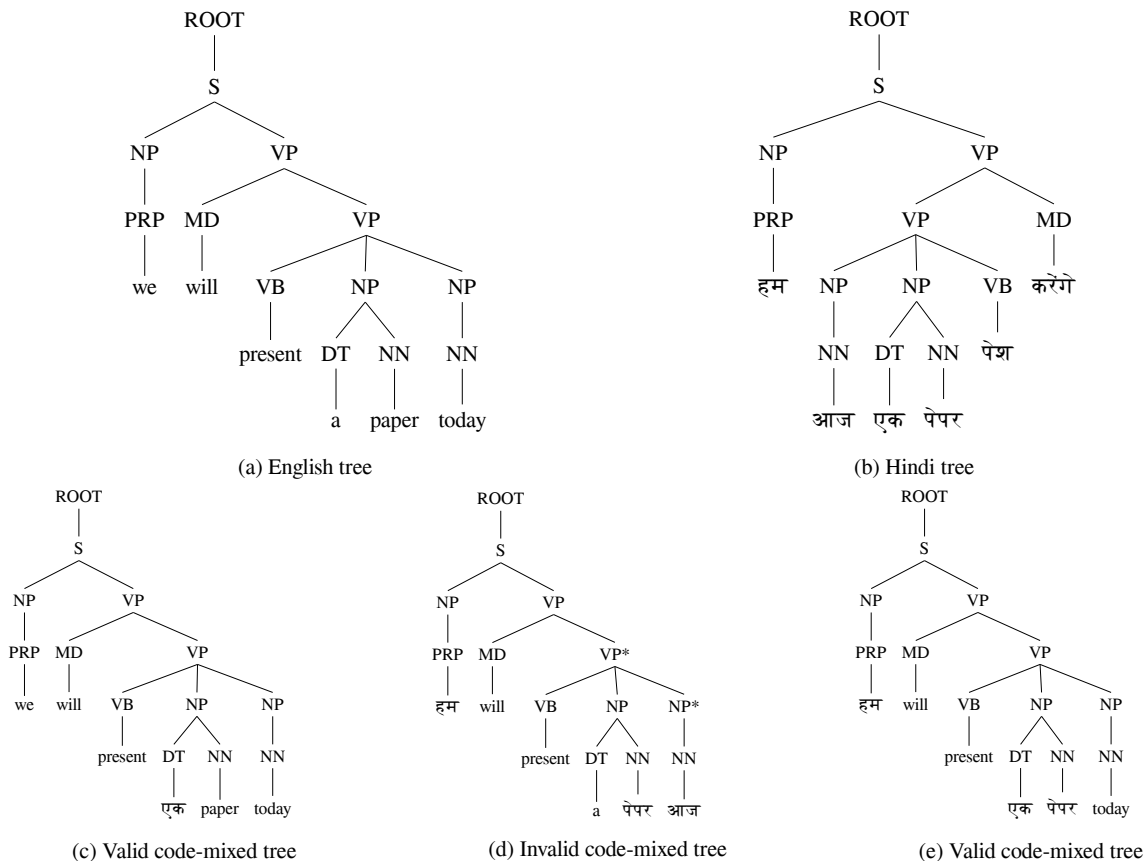 ROOT
S
NP VP
PRP MD VP
we will VB NP NP
present DT NN NN
a paper today
(a) English tree
ROOT
S
NP VP
PRP VP MD
हम NP NP VB करेंगे
NN DT NN पेश
आज एक पेपर
(b) Hindi tree
ROOT
S
NP VP
PRP MD VP
we will VB NP NP
present DT NN NN
एक paper today
(c) Valid code-mixed tree
ROOT
S
NP VP
PRP MD VP*
हम will VB NP NP*
present DT NN NN
a पेपर आज
(d) Invalid code-mixed tree
ROOT
S
NP VP
PRP MD VP
हम will VB NP NP
present DT NN NN
एक पेपर today
(e) Valid code-mixed tree